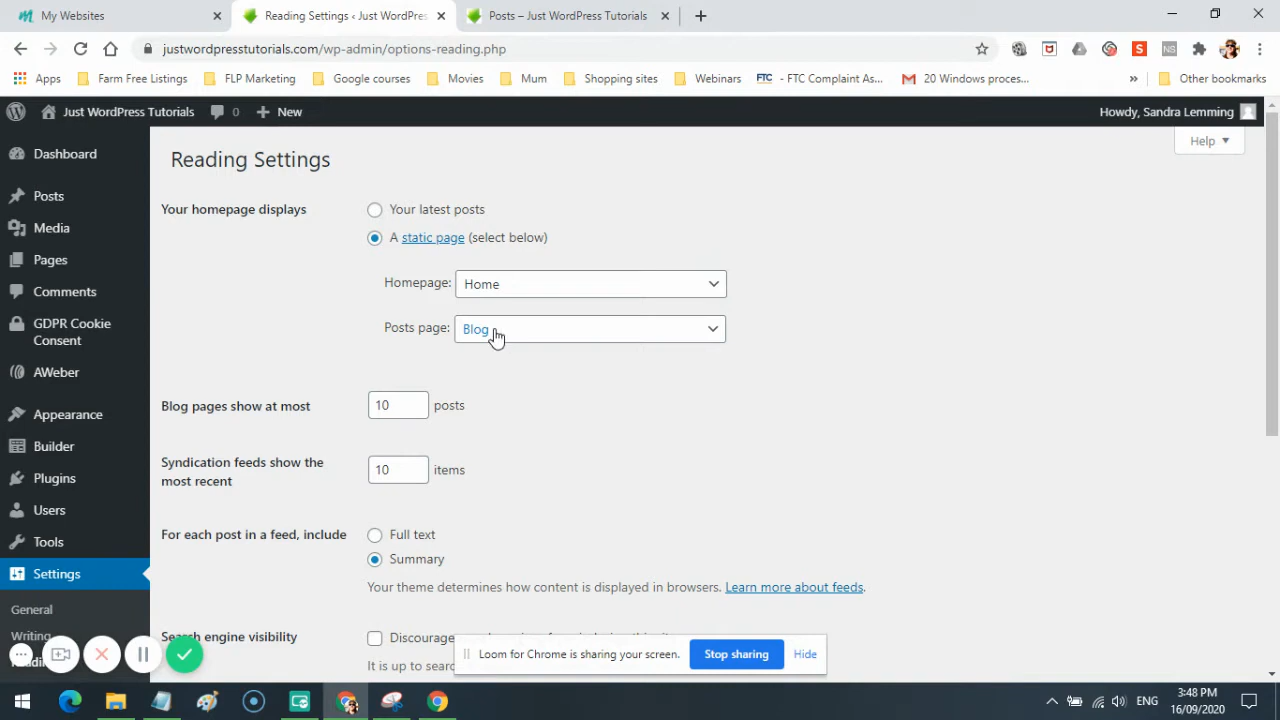 My Websites
Reading Settings ‹ Just WordPres
Posts – Just WordPress Tutorials
justwordpresstutorials.com/wp-admin/options-reading.php
Apps
Farm Free Listings
FLP Marketing
Google courses
Movies
Mum
Shopping sites
Webinars
FTC - FTC Complaint As...
20 Windows proces...
Other bookmarks
Just WordPress Tutorials
0
New
Howdy, Sandra Lemming
Dashboard
Posts
Media
Pages
Comments
GDPR Cookie
Consent
AWeber
Appearance
Builder
Plugins
Users
Tools
Settings
General
Writing
Reading Settings
Help
Your homepage displays
Your latest posts
A static page (select below)
Homepage: Home
Posts page: Blog
Blog pages show at most
10 posts
Syndication feeds show the
most recent
10 items
For each post in a feed, include
Full text
Summary
Your theme determines how content is displayed in browsers. Learn more about feeds.
Search engine visibility
Discourage
It is up to searc
Loom for Chrome is sharing your screen.
Stop sharing
Hide
S
NS
ENG
3:48 PM
16/09/2020